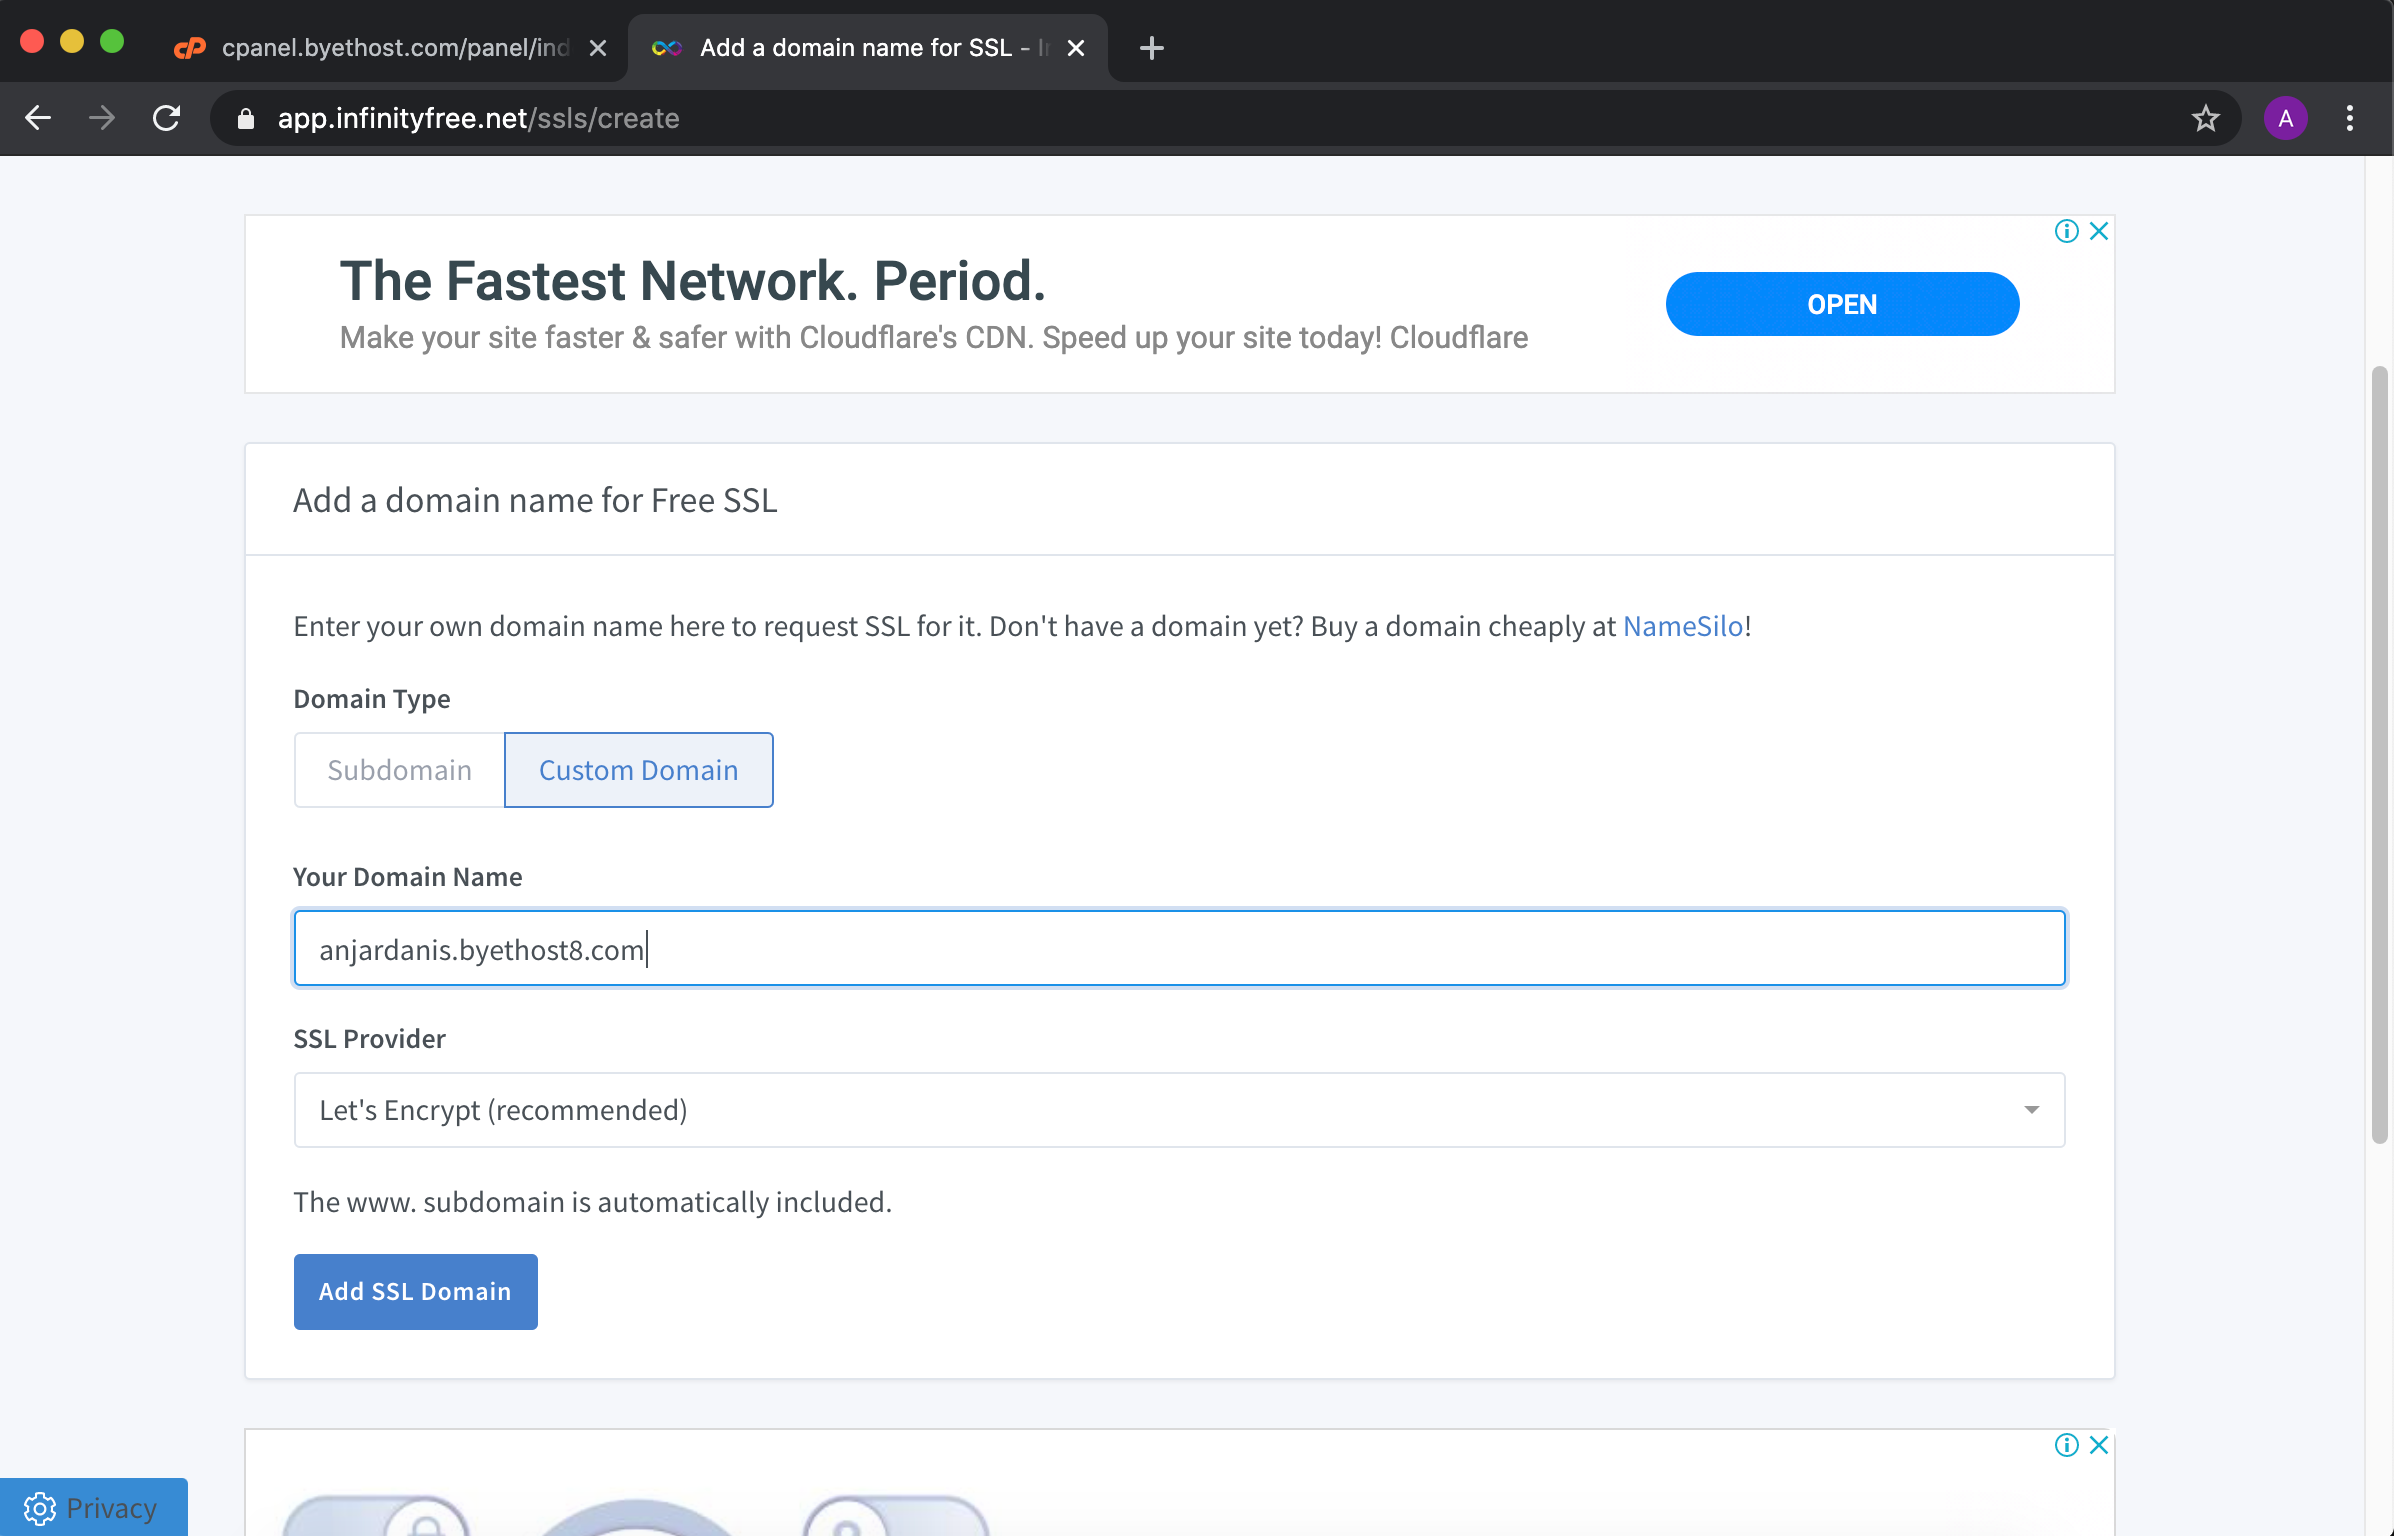 cpanel.byethost.com/panel/ind
Add a domain name for SSL - I
app.infinityfree.net/ssls/create
A
The Fastest Network. Period.
Make your site faster & safer with Cloudflare's CDN. Speed up your site today! Cloudflare
OPEN
Add a domain name for Free SSL
Enter your own domain name here to request SSL for it. Don't have a domain yet? Buy a domain cheaply at NameSilo!
Domain Type
Subdomain
Custom Domain
Your Domain Name
anjardanis.byethost8.com
SSL Provider
Let's Encrypt (recommended)
The www. subdomain is automatically included.
Add SSL Domain
Privacy